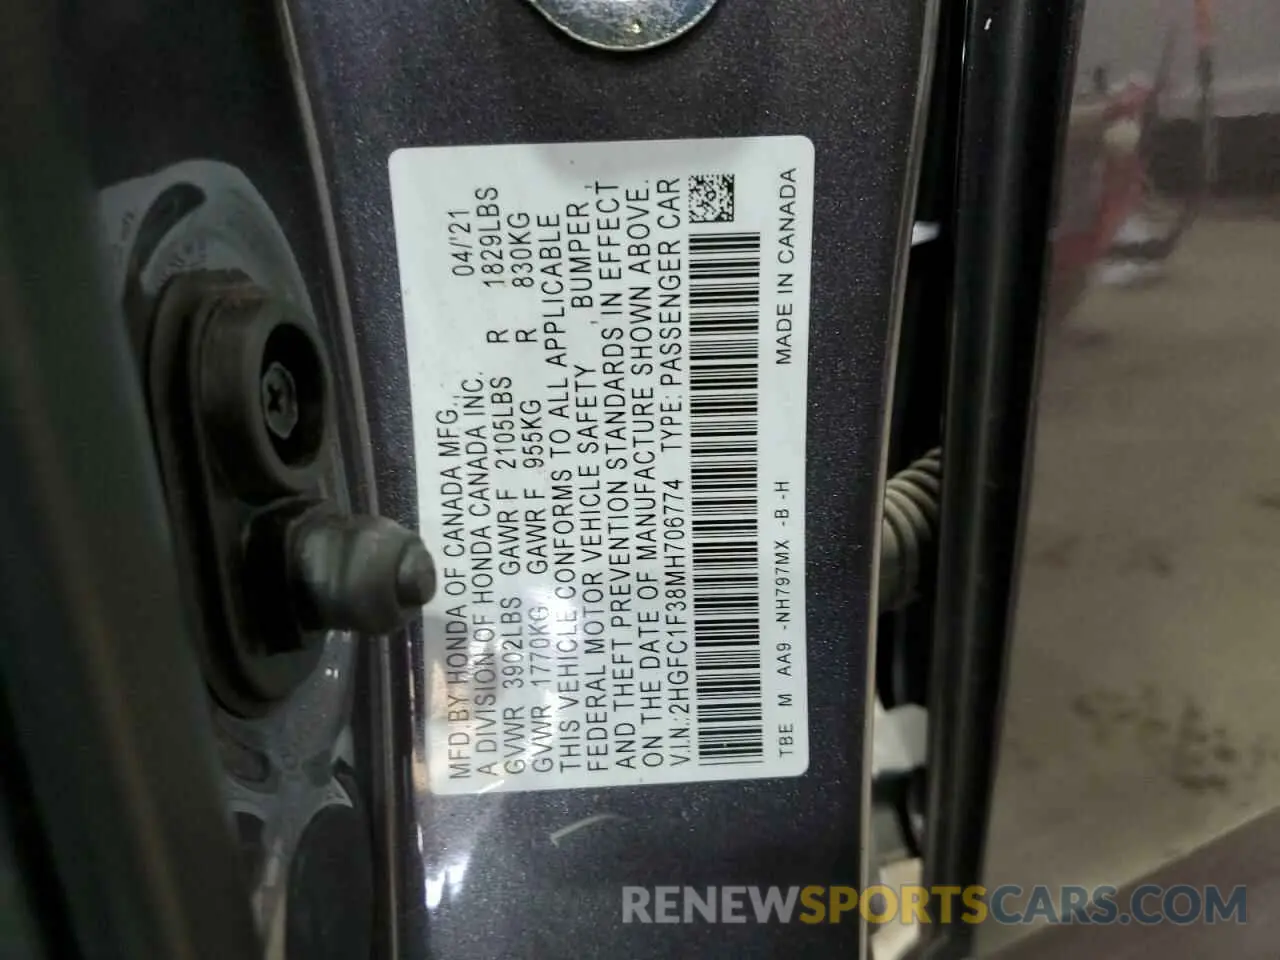 MFD.BY HONDA OF CANADA MFG., 04/'21
A DIVISION OF HONDA CANADA INC.
GVWR 3902LBS GAWR F 2105LBS R 1829LBS
GVWR 1770KG GAWR F 955KG R 830KG
THIS VEHICLE CONFORMS TO ALL APPLICABLE
FEDERAL MOTOR VEHICLE SAFETY , BUMPER ,
AND THEFT PREVENTION STANDARDS IN EFFECT
ON THE DATE OF MANUFACTURE SHOWN ABOVE.
V.I.N.:2HGFC1F38MH706774 TYPE: PASSENGER CAR
TBE M AA9 -NH797MX -B -H MADE IN CANADA
RENEWSPORTSCARS.COM